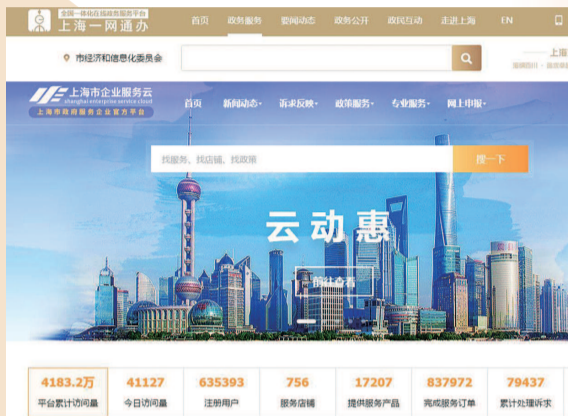 全国一体化在线政务服务平台
上海一网通办
首页 政务服务 要闻动态 政务公开 政民互动 走进上海 EN
市经济和信息化委员会
上海市企业服务云
shanghai enterprise service cloud
上海市政府服务企业官方平台
首页 新闻动态 诉求反映 政策服务 专业服务 网上申报
找服务、找店铺、找政策
搜一下
云动惠
前往查看
4183.2万 41127 635393 756 17207 837972 79437
平台累计访问量 今日访问量 注册用户 服务店铺 提供服务产品 完成服务订单 累计处理诉求